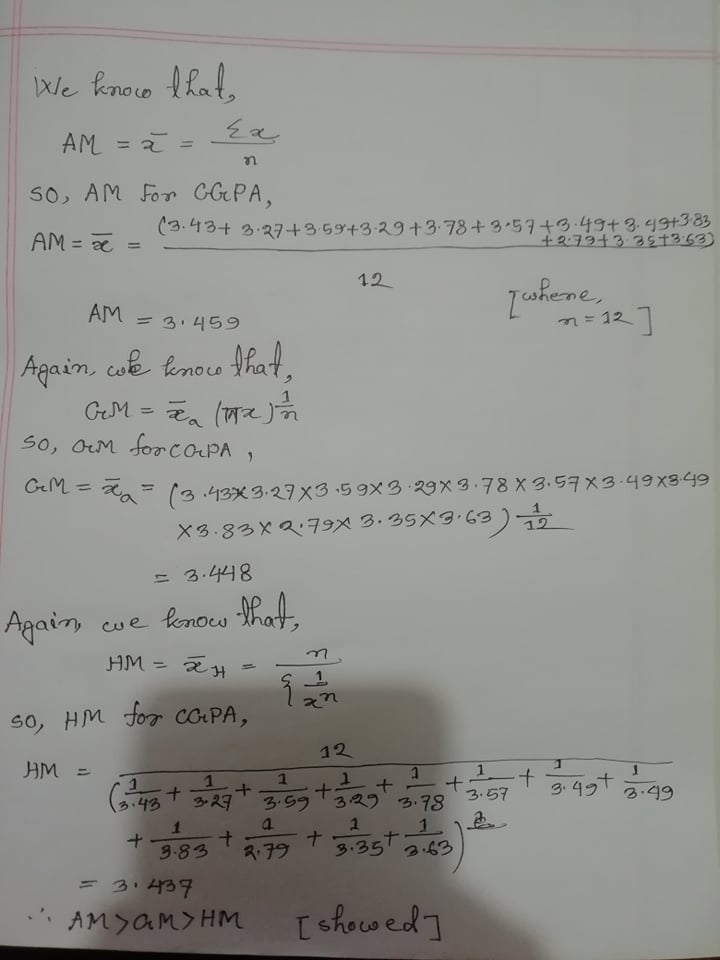 We know that,
AM = x̄ = Σx / n
SO, AM For CGPA,
AM = x̄ = (3.43+ 3.27+3.59+3.29+3.78+3.57+3.49+3.49+3.83
+2.79+3.35+3.63)
12
[where,
AM = 3.459
n = 12]
Again, we know that,
GM = x̄a (πx)^1/n
SO, GM for CGPA,
GM = x̄a = (3.43×3.27×3.59×3.29×3.78×3.57×3.49×3.49
×3.83×2.79×3.35×3.63)^1/12
= 3.448
Again, we know that,
HM = x̄H = n / Σ 1/xn
SO, HM for CGPA,
HM = 12
(1/3.43 + 1/3.27 + 1/3.59 + 1/3.29 + 1/3.78 + 1/3.57 + 1/3.49 + 1/3.49
+ 1/3.83 + 1/2.79 + 1/3.35 + 1/3.63)
= 3.437
∴ AM>GM>HM [showed]